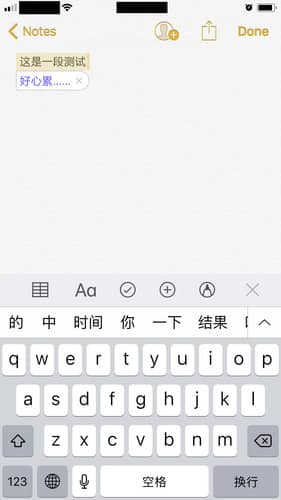 Notes
Done
这是一段测试
好心累…… ×
Aa
的 中 时间 你 一下 结果
q w e r t y u i o p
a s d f g h j k l
z x c v b n m
123 空格 换行